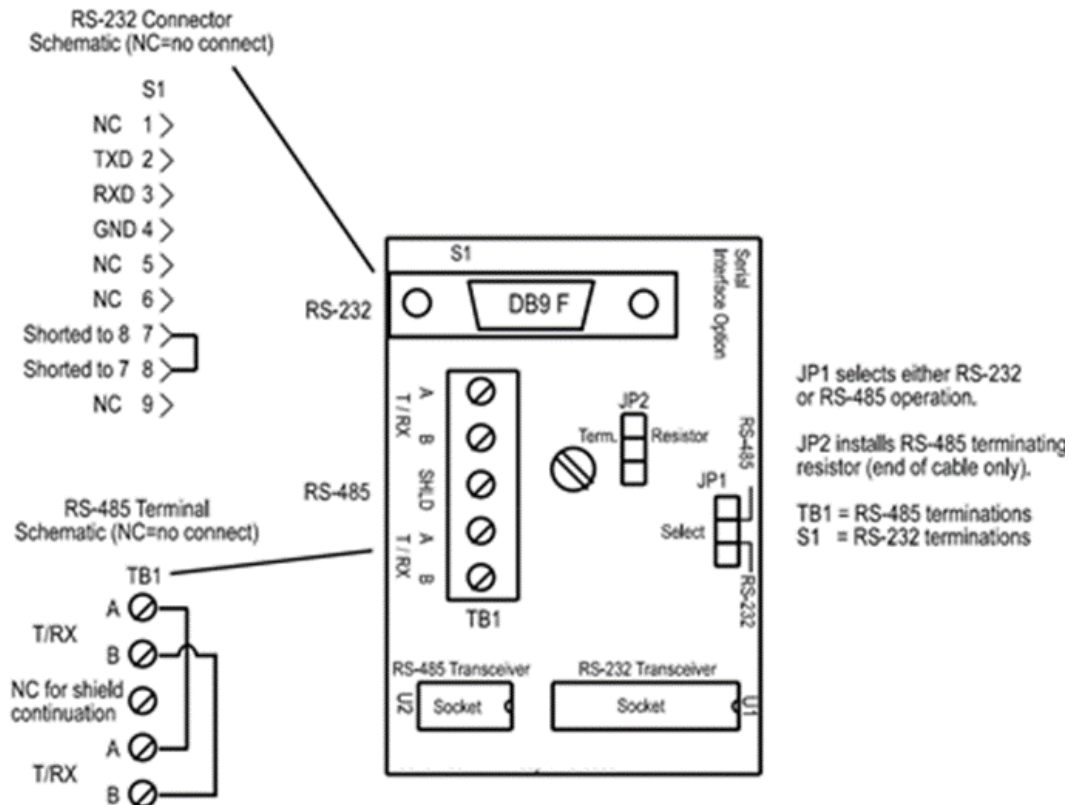 RS-232 Connector
Schematic (NC=no connect)
S1
NC 1
TXD 2
RXD 3
GND 4
NC 5
NC 6
Shorted to 8 7
Shorted to 7 8
NC 9
RS-485 Terminal
Schematic (NC=no connect)
TB1
A
T/RX
B
NC for shield
continuation
A
T/RX
B
RS-232
RS-485
S1
DB9 F
Serial
Interface Option
A
T/RX
B
SHLD
A
T/RX
B
TB1
JP2
Term. Resistor
RS-485
JP1
Select
RS-232
RS-485 Transceiver
U2 Socket
RS-232 Transceiver
Socket U1
JP1 selects either RS-232
or RS-485 operation.
JP2 installs RS-485 terminating
resistor (end of cable only).
TB1 = RS-485 terminations
S1 = RS-232 terminations